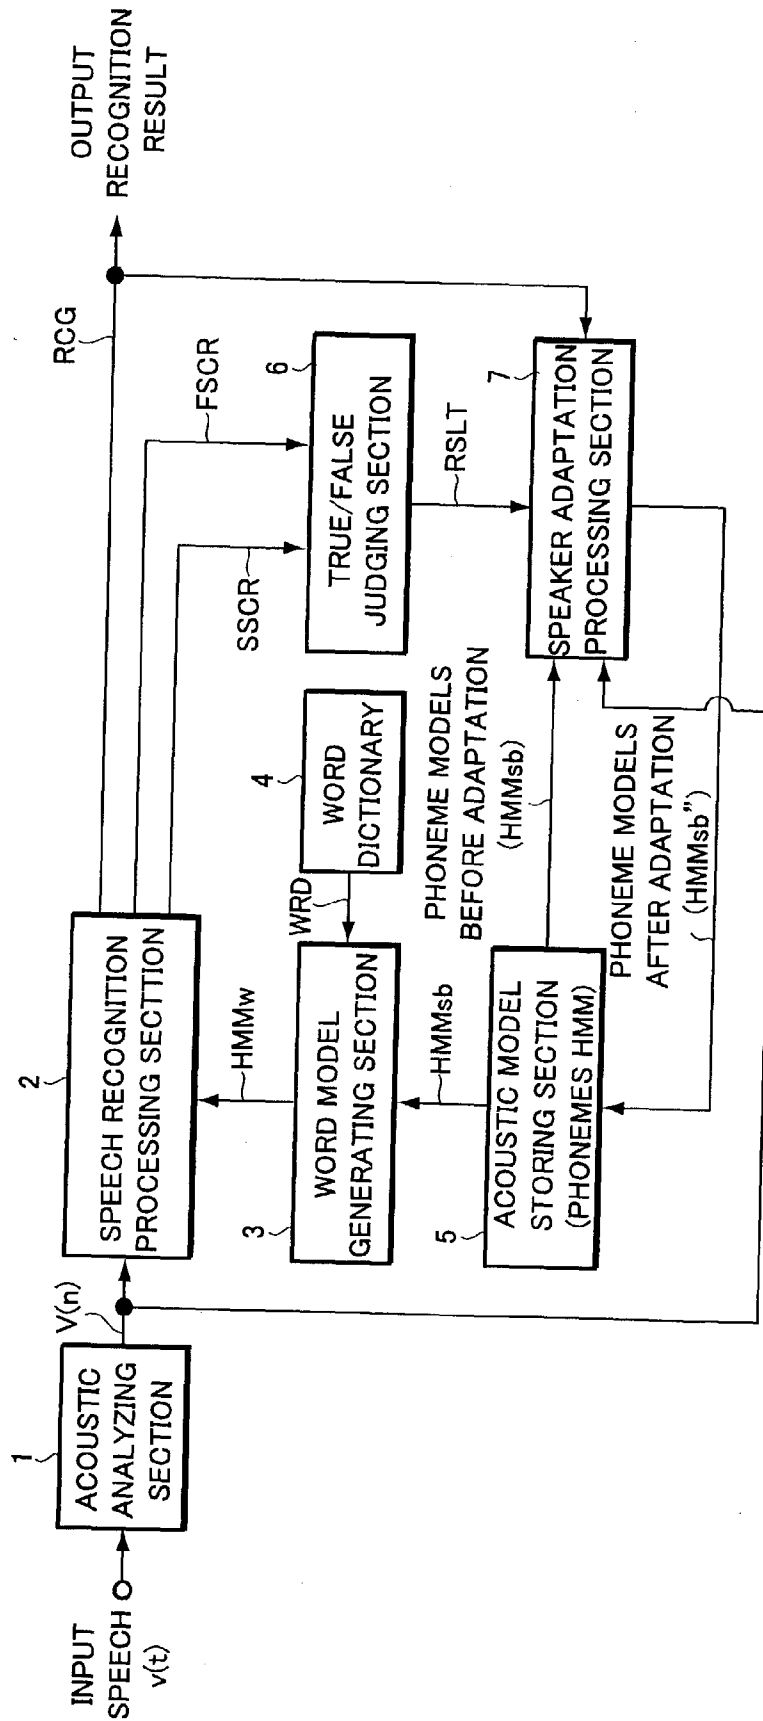 INPUT
SPEECH
v(t)
1
ACOUSTIC
ANALYZING
SECTION
V(n)
2
SPEECH RECOGNITION
PROCESSING SECTTION
RCG
OUTPUT
RECOGNITION
RESULT
FSCR
SSCR
HMMw
3
WORD MODEL
GENERATING SECTION
WRD
4
WORD
DICTIONARY
6
TRUE/FALSE
JUDGING SECTION
RSLT
HMMsb
5
ACOUSTIC MODEL
STORING SECTION
(PHONEMES HMM)
PHONEME MODELS
BEFORE ADAPTATION
(HMMsb)
7
SPEAKER ADAPTATION
PROCESSING SECTION
PHONEME MODELS
AFTER ADAPTATION
(HMMsb")